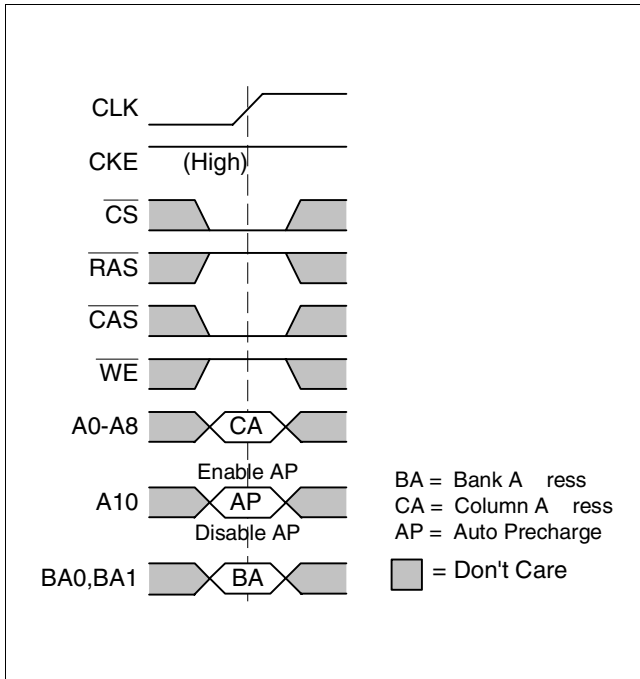 CLK
CKE (High)
CS
RAS
CAS
WE
A0-A8 CA
Enable AP
A10 AP
Disable AP
BA0,BA1 BA
BA = Bank A ress
CA = Column A ress
AP = Auto Precharge
= Don't Care